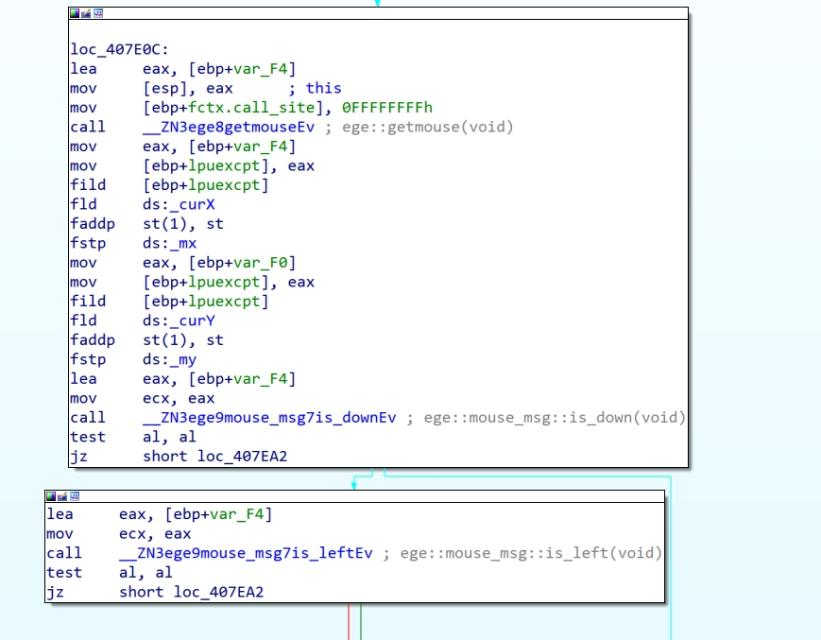 loc_407E0C:
lea eax, [ebp+var_F4]
mov [esp], eax ; this
mov [ebp+fctx.call_site], 0FFFFFFFFh
call __ZN3ege8getmouseEv ; ege::getmouse(void)
mov eax, [ebp+var_F4]
mov [ebp+lpuexcpt], eax
fild [ebp+lpuexcpt]
fld ds:_curX
faddp st(1), st
fstp ds:_mx
mov eax, [ebp+var_F0]
mov [ebp+lpuexcpt], eax
fild [ebp+lpuexcpt]
fld ds:_curY
faddp st(1), st
fstp ds:_my
lea eax, [ebp+var_F4]
mov ecx, eax
call __ZN3ege9mouse_msg7is_downEv ; ege::mouse_msg::is_down(void)
test al, al
jz short loc_407EA2
lea eax, [ebp+var_F4]
mov ecx, eax
call __ZN3ege9mouse_msg7is_leftEv ; ege::mouse_msg::is_left(void)
test al, al
jz short loc_407EA2